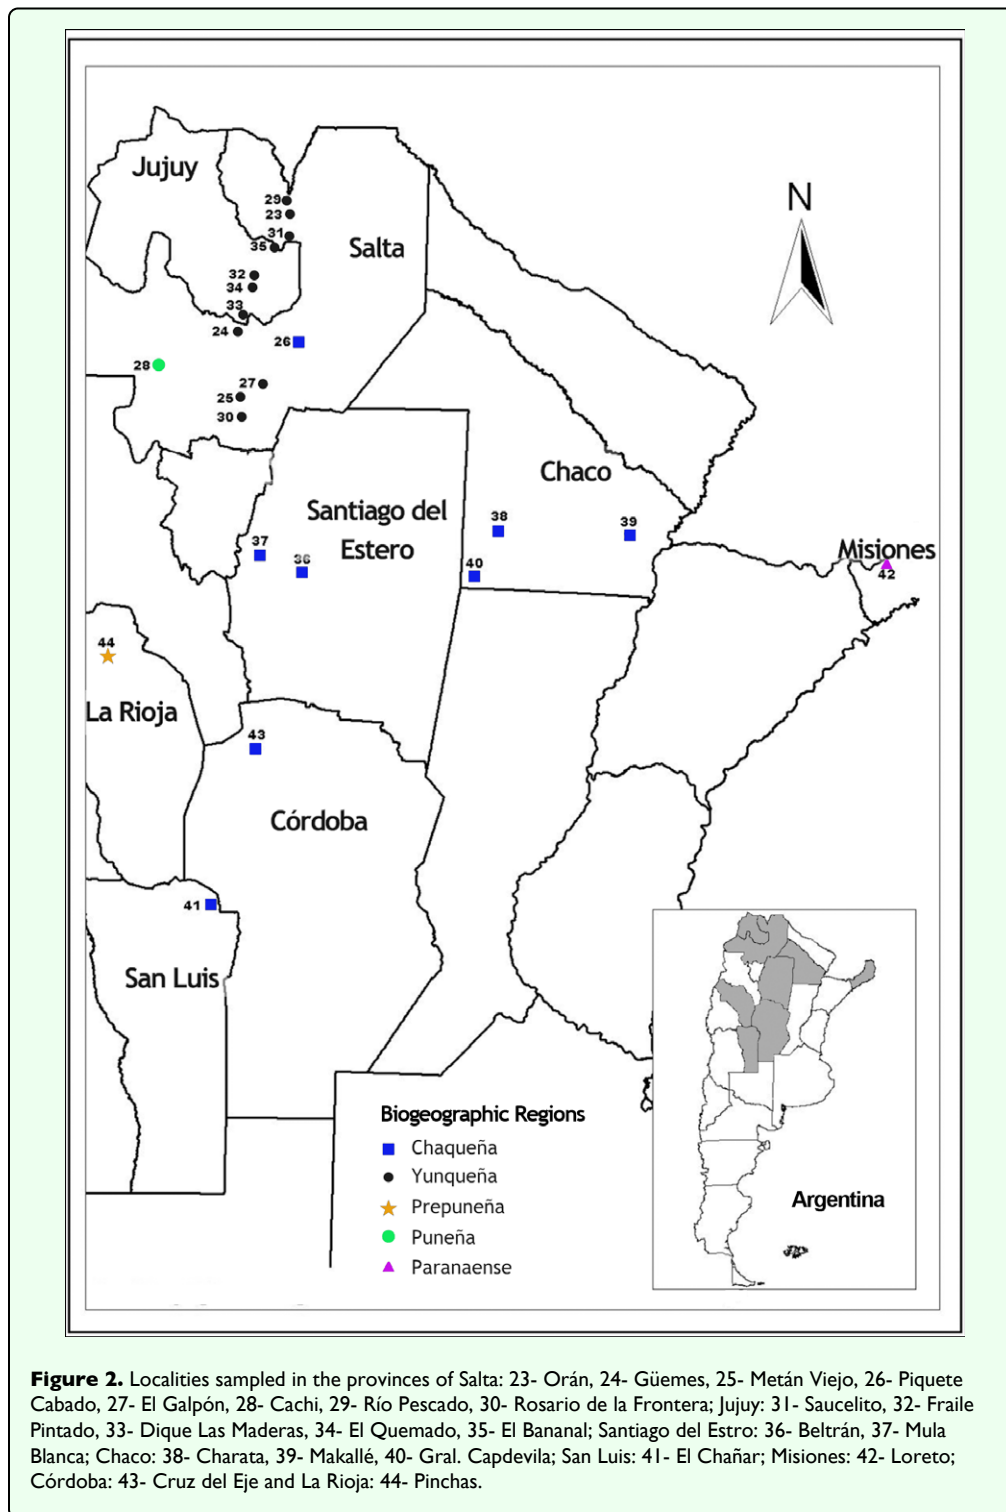 Jujuy
29
23
31
35
Salta
N
32
34
33
24
26
28
27
25
30
Chaco
Santiago del
Estero
38
39
37
36
40
Misiones
42
44
La Rioja
43
Córdoba
41
San Luis
Biogeographic Regions
Chaqueña
Yunqueña
Prepuneña
Puneña
Paranaense
Argentina
Figure 2. Localities sampled in the provinces of Salta: 23- Orán, 24- Güemes, 25- Metán Viejo, 26- Piquete
Cabado, 27- El Galpón, 28- Cachi, 29- Río Pescado, 30- Rosario de la Frontera; Jujuy: 31- Saucelito, 32- Fraile
Pintado, 33- Dique Las Maderas, 34- El Quemado, 35- El Bananal; Santiago del Estro: 36- Beltrán, 37- Mula
Blanca; Chaco: 38- Charata, 39- Makallé, 40- Gral. Capdevila; San Luis: 41- El Chañar; Misiones: 42- Loreto;
Córdoba: 43- Cruz del Eje and La Rioja: 44- Pinchas.